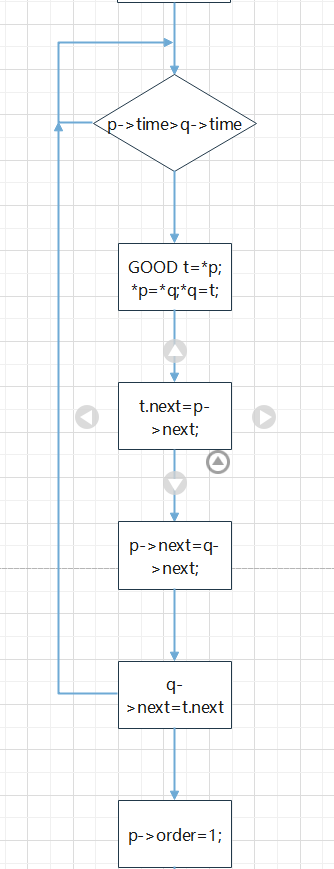 p->time>q->time
GOOD t=*p;
*p=*q;*q=t;
t.next=p-
>next;
p->next=q-
>next;
q-
>next=t.next
p->order=1;